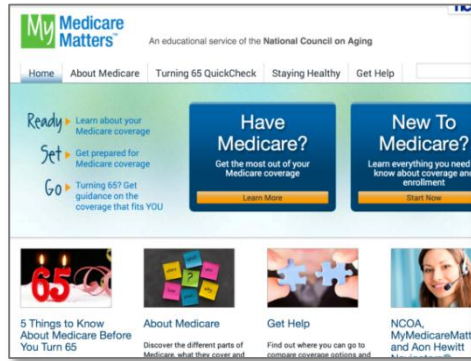 nc
My Medicare Matters™
An educational service of the National Council on Aging
Home About Medicare Turning 65 QuickCheck Staying Healthy Get Help
Ready Learn about your
Medicare coverage
Set Get prepared for
Medicare coverage
Go Turning 65? Get
guidance on the
coverage that fits YOU
Have
Medicare?
Get the most out of your
Medicare coverage
Learn More
New To
Medicare?
Learn everything you need
know about coverage and
enrollment
Start Now
65
5 Things to Know
About Medicare Before
You Turn 65
?
About Medicare
Discover the different parts of
Medicare, what they cover and
Get Help
Find out where you can go to
compare coverage options and
NCOA,
MyMedicareMatt
and Aon Hewitt